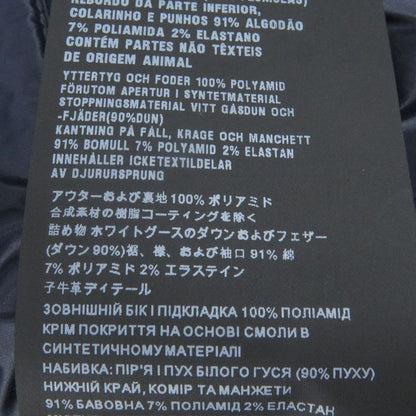 REBORDO DA PARTE INFERIOR,
COLARINHO E PUNHOS 91% ALGODÃO
7% POLIAMIDA 2% ELASTANO
CONTÉM PARTES NÃO TÊXTEIS
DE ORIGEM ANIMAL
YTTERTYG OCH FODER 100% POLYAMID
FÖRUTOM APERTUR I SYNTETMATERIAL
STOPPNINGSMATERIAL VITT GÅSDUN OCH
-FJÄDER(90%DUN)
KANTNING PÅ FÅLL, KRAGE OCH MANCHETT
91% BOMULL 7% POLYAMID 2% ELASTAN
INNEHÅLLER ICKETEXTILDELAR
AV DJURURSPRUNG
アウターおよび裏地 100% ポリアミド
合成素材の樹脂コーティングを除く
詰め物 ホワイトグースのダウンおよびフェザー
(ダウン 90%)裾、襟、および袖口 91% 綿
7% ポリアミド 2% エラステイン
子牛革ディテール
ЗОВНІШНІЙ БІК І ПІДКЛАДКА 100% ПОЛІАМІД
КРІМ ПОКРИТТЯ НА ОСНОВІ СМОЛИ В
СИНТЕТИЧНОМУ МАТЕРІАЛІ
НАБИВКА: ПІР'Я І ПУХ БІЛОГО ГУСЯ (90% ПУХУ)
НИЖНІЙ КРАЙ, КОМІР ТА МАНЖЕТИ
91% БАВОВНА 7% ПОЛІАМІД 2% ЕЛАСТАН